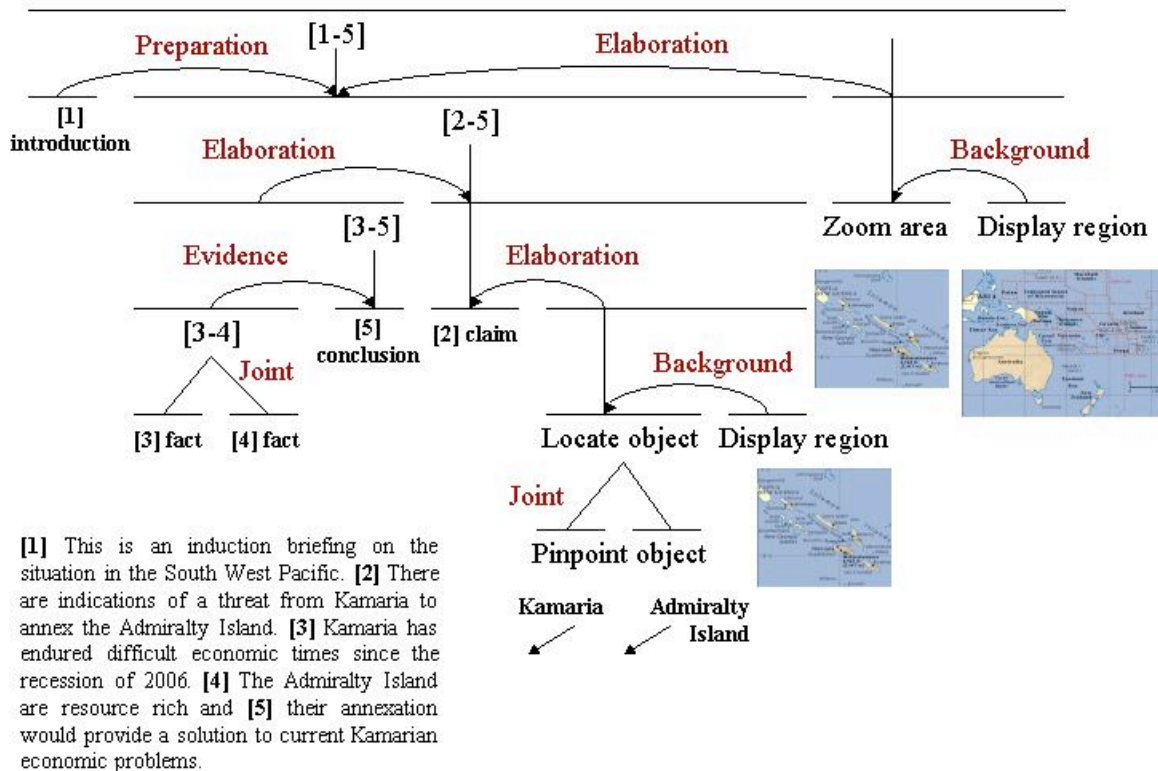 [1-5]
Preparation
Elaboration
[1]
introduction
[2-5]
Elaboration
Background
Zoom area
Display region
[3-5]
Evidence
Elaboration
[3-4]
[5]
conclusion
[2] claim
Joint
Background
[3] fact
[4] fact
Locate object
Display region
Joint
Pinpoint object
Kamaria
Admiralty
Island
[1] This is an induction briefing on the
situation in the South West Pacific. [2] There
are indications of a threat from Kamaria to
annex the Admiralty Island. [3] Kamaria has
endured difficult economic times since the
recession of 2006. [4] The Admiralty Island
are resource rich and [5] their annexation
would provide a solution to current Kamarian
economic problems.